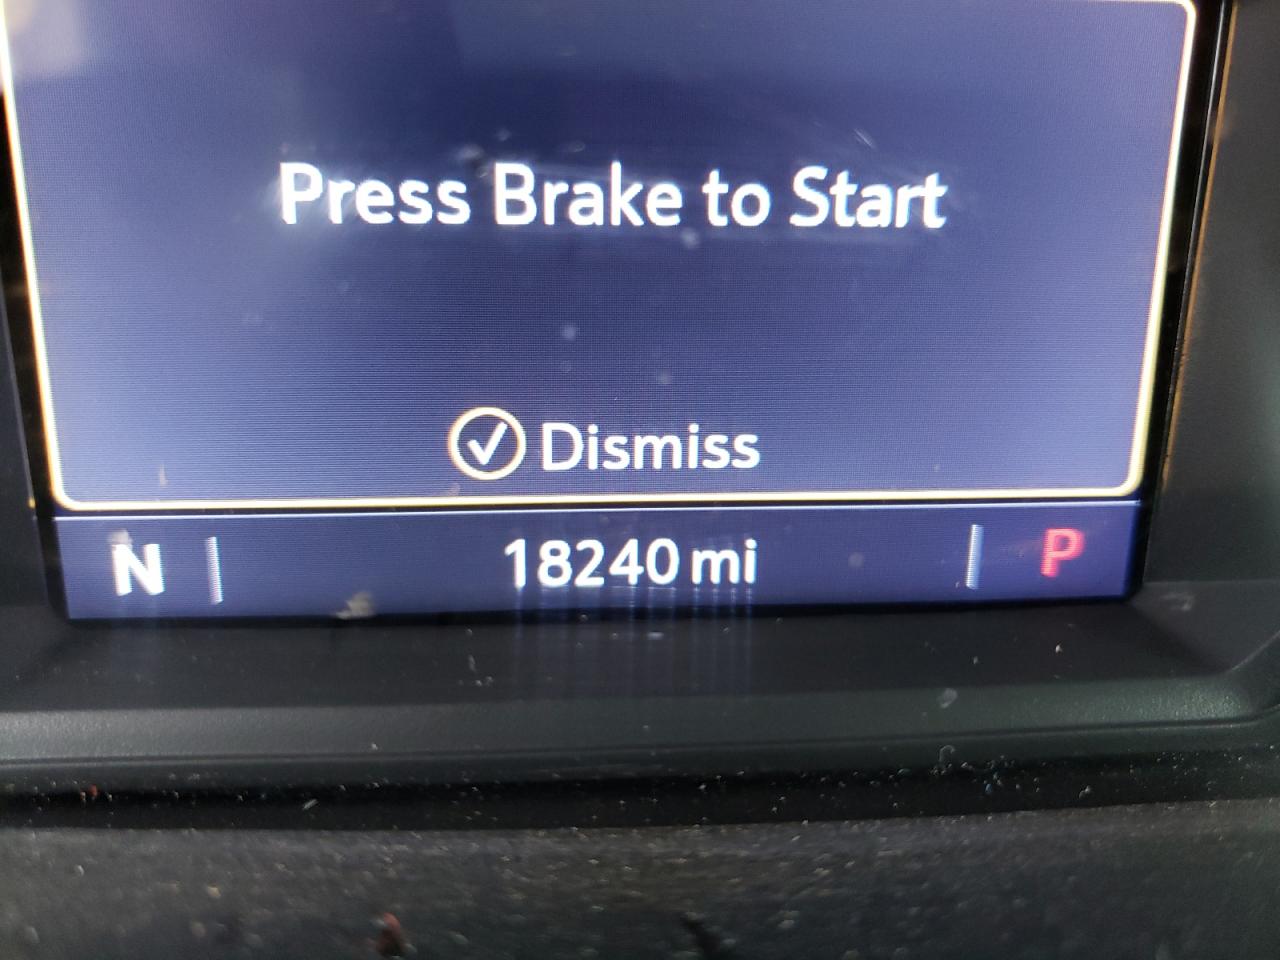 Press Brake to Start
Dismiss
N 18240 mi P